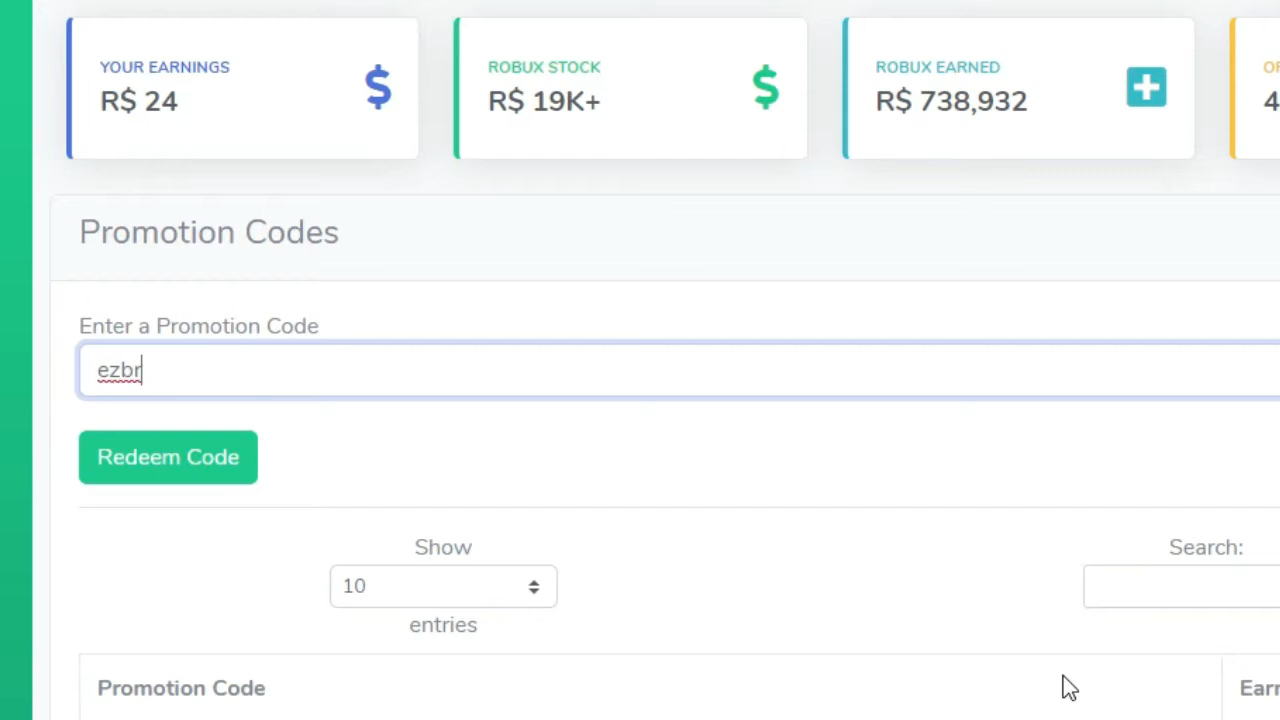 YOUR EARNINGS
R$ 24
ROBUX STOCK
R$ 19K+
ROBUX EARNED
R$ 738,932
4
Promotion Codes
Enter a Promotion Code
ezbr
Redeem Code
Show
10
entries
Search:
Promotion Code